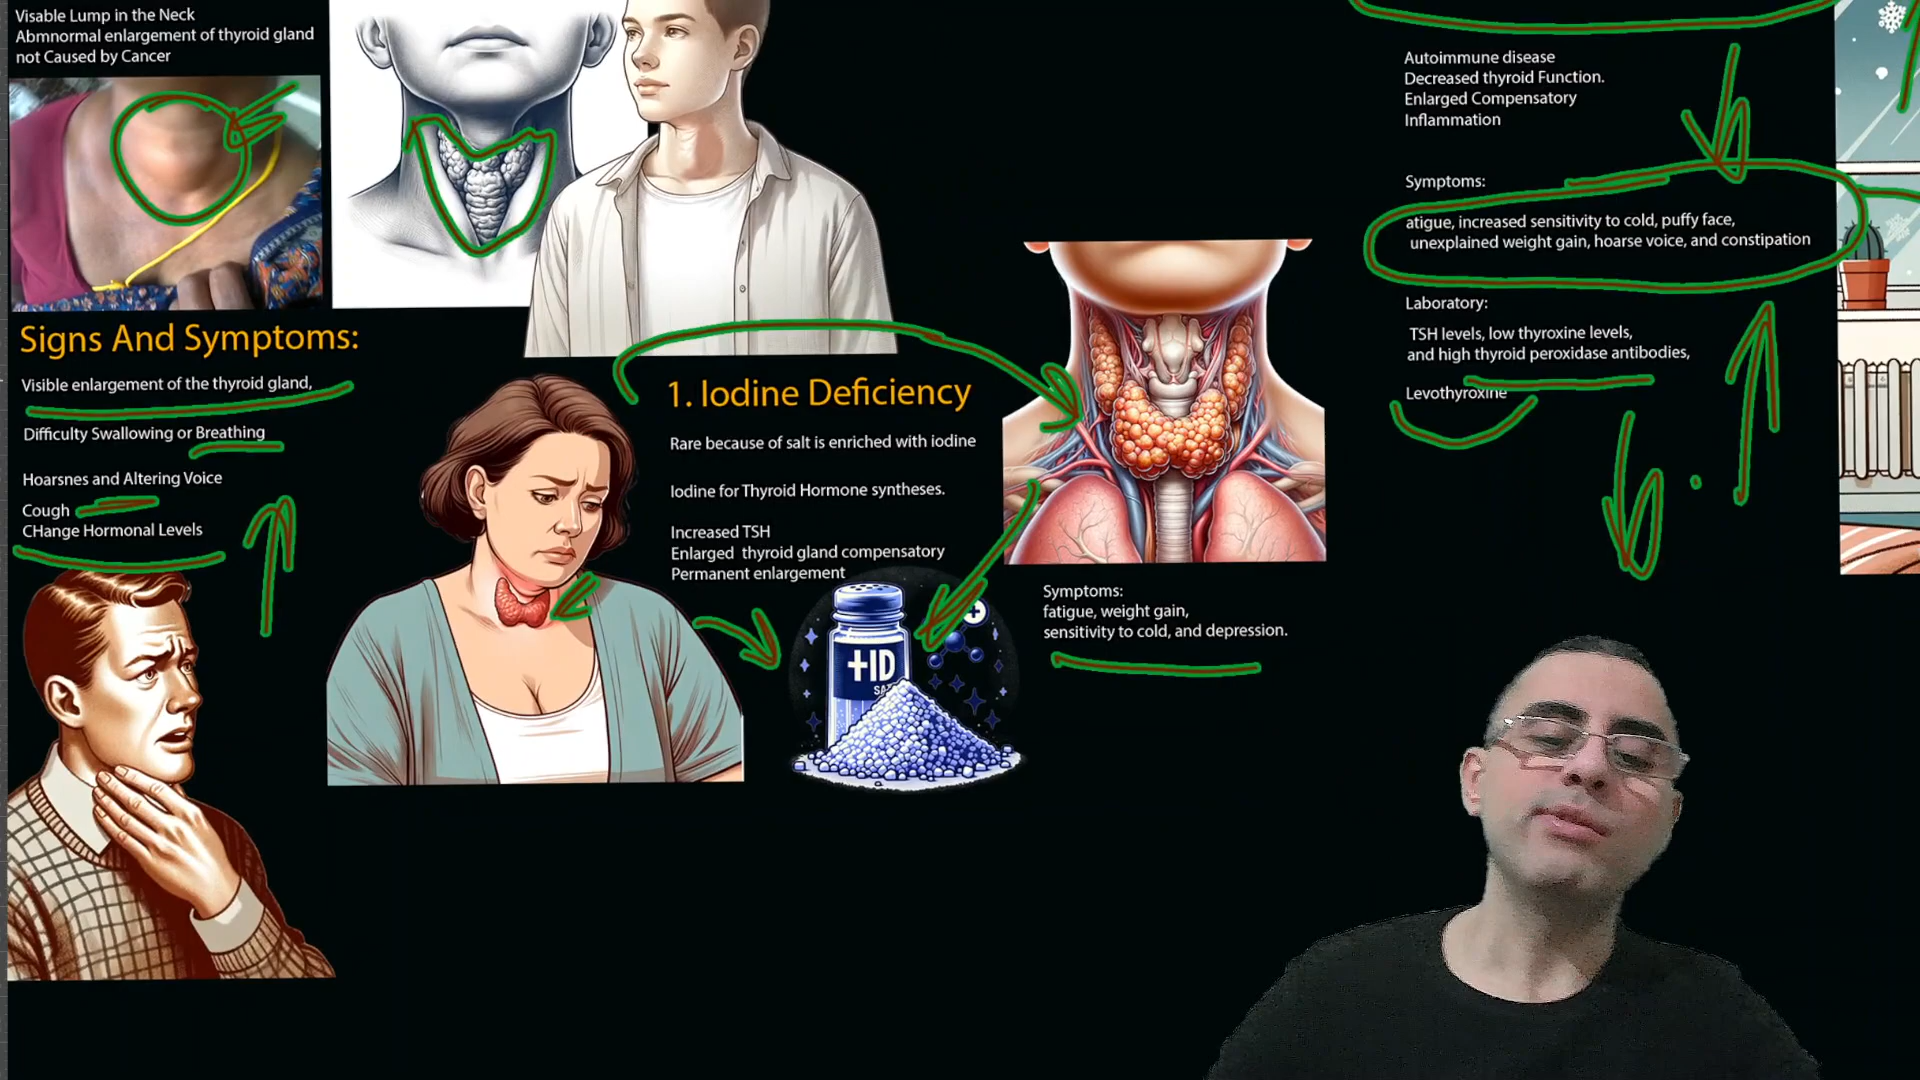 Visable Lump in the Neck
Abmnormal enlargement of thyroid gland
not Caused by Cancer
Signs And Symptoms:
Visible enlargement of the thyroid gland,
Difficulty Swallowing or Breathing
Hoarsnes and Altering Voice
Cough
CHange Hormonal Levels
1. Iodine Deficiency
Rare because of salt is enriched with iodine
Iodine for Thyroid Hormone syntheses.
Increased TSH
Enlarged thyroid gland compensatory
Permanent enlargement
+ID
SA
Symptoms:
fatigue, weight gain,
sensitivity to cold, and depression.
Autoimmune disease
Decreased thyroid Function.
Enlarged Compensatory
Inflammation
Symptoms:
atigue, increased sensitivity to cold, puffy face,
unexplained weight gain, hoarse voice, and constipation
Laboratory:
TSH levels, low thyroxine levels,
and high thyroid peroxidase antibodies,
Levothyroxine